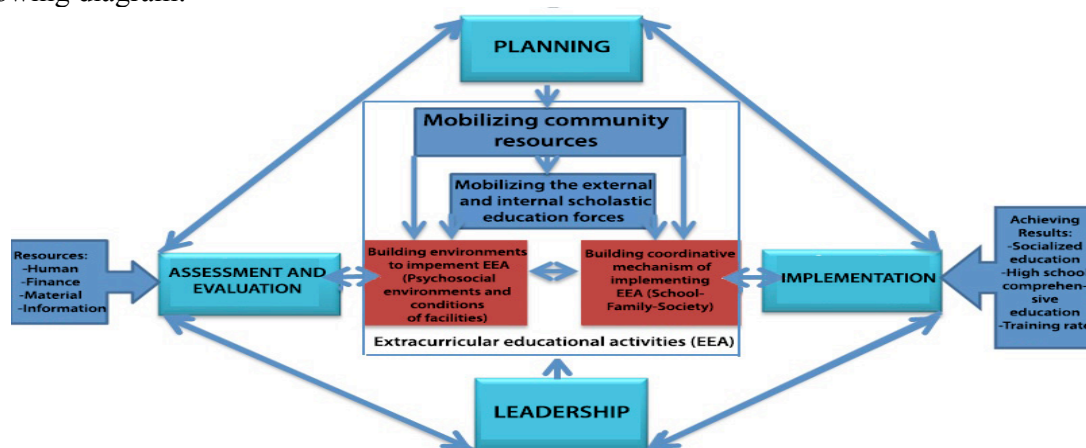 owing diagram:
PLANNING
Mobilizing community
resources
Mobilizing the external
and internal scholastic
education forces
Resources:
-Human
-Finance
-Material
-Information
ASSESSMENT AND
EVALUATION
Building environments
to impement EEA
(Psychosocial
environments and
conditions
of facilities)
Building coordinative
mechanism of
implementing
EEA (School-
Family-Society)
IMPLEMENTATION
Achieving
Results:
-Socialized
education
-High school
comprehen-
sive
education
-Training rate
Extracurricular educational activities (EEA)
LEADERSHIP